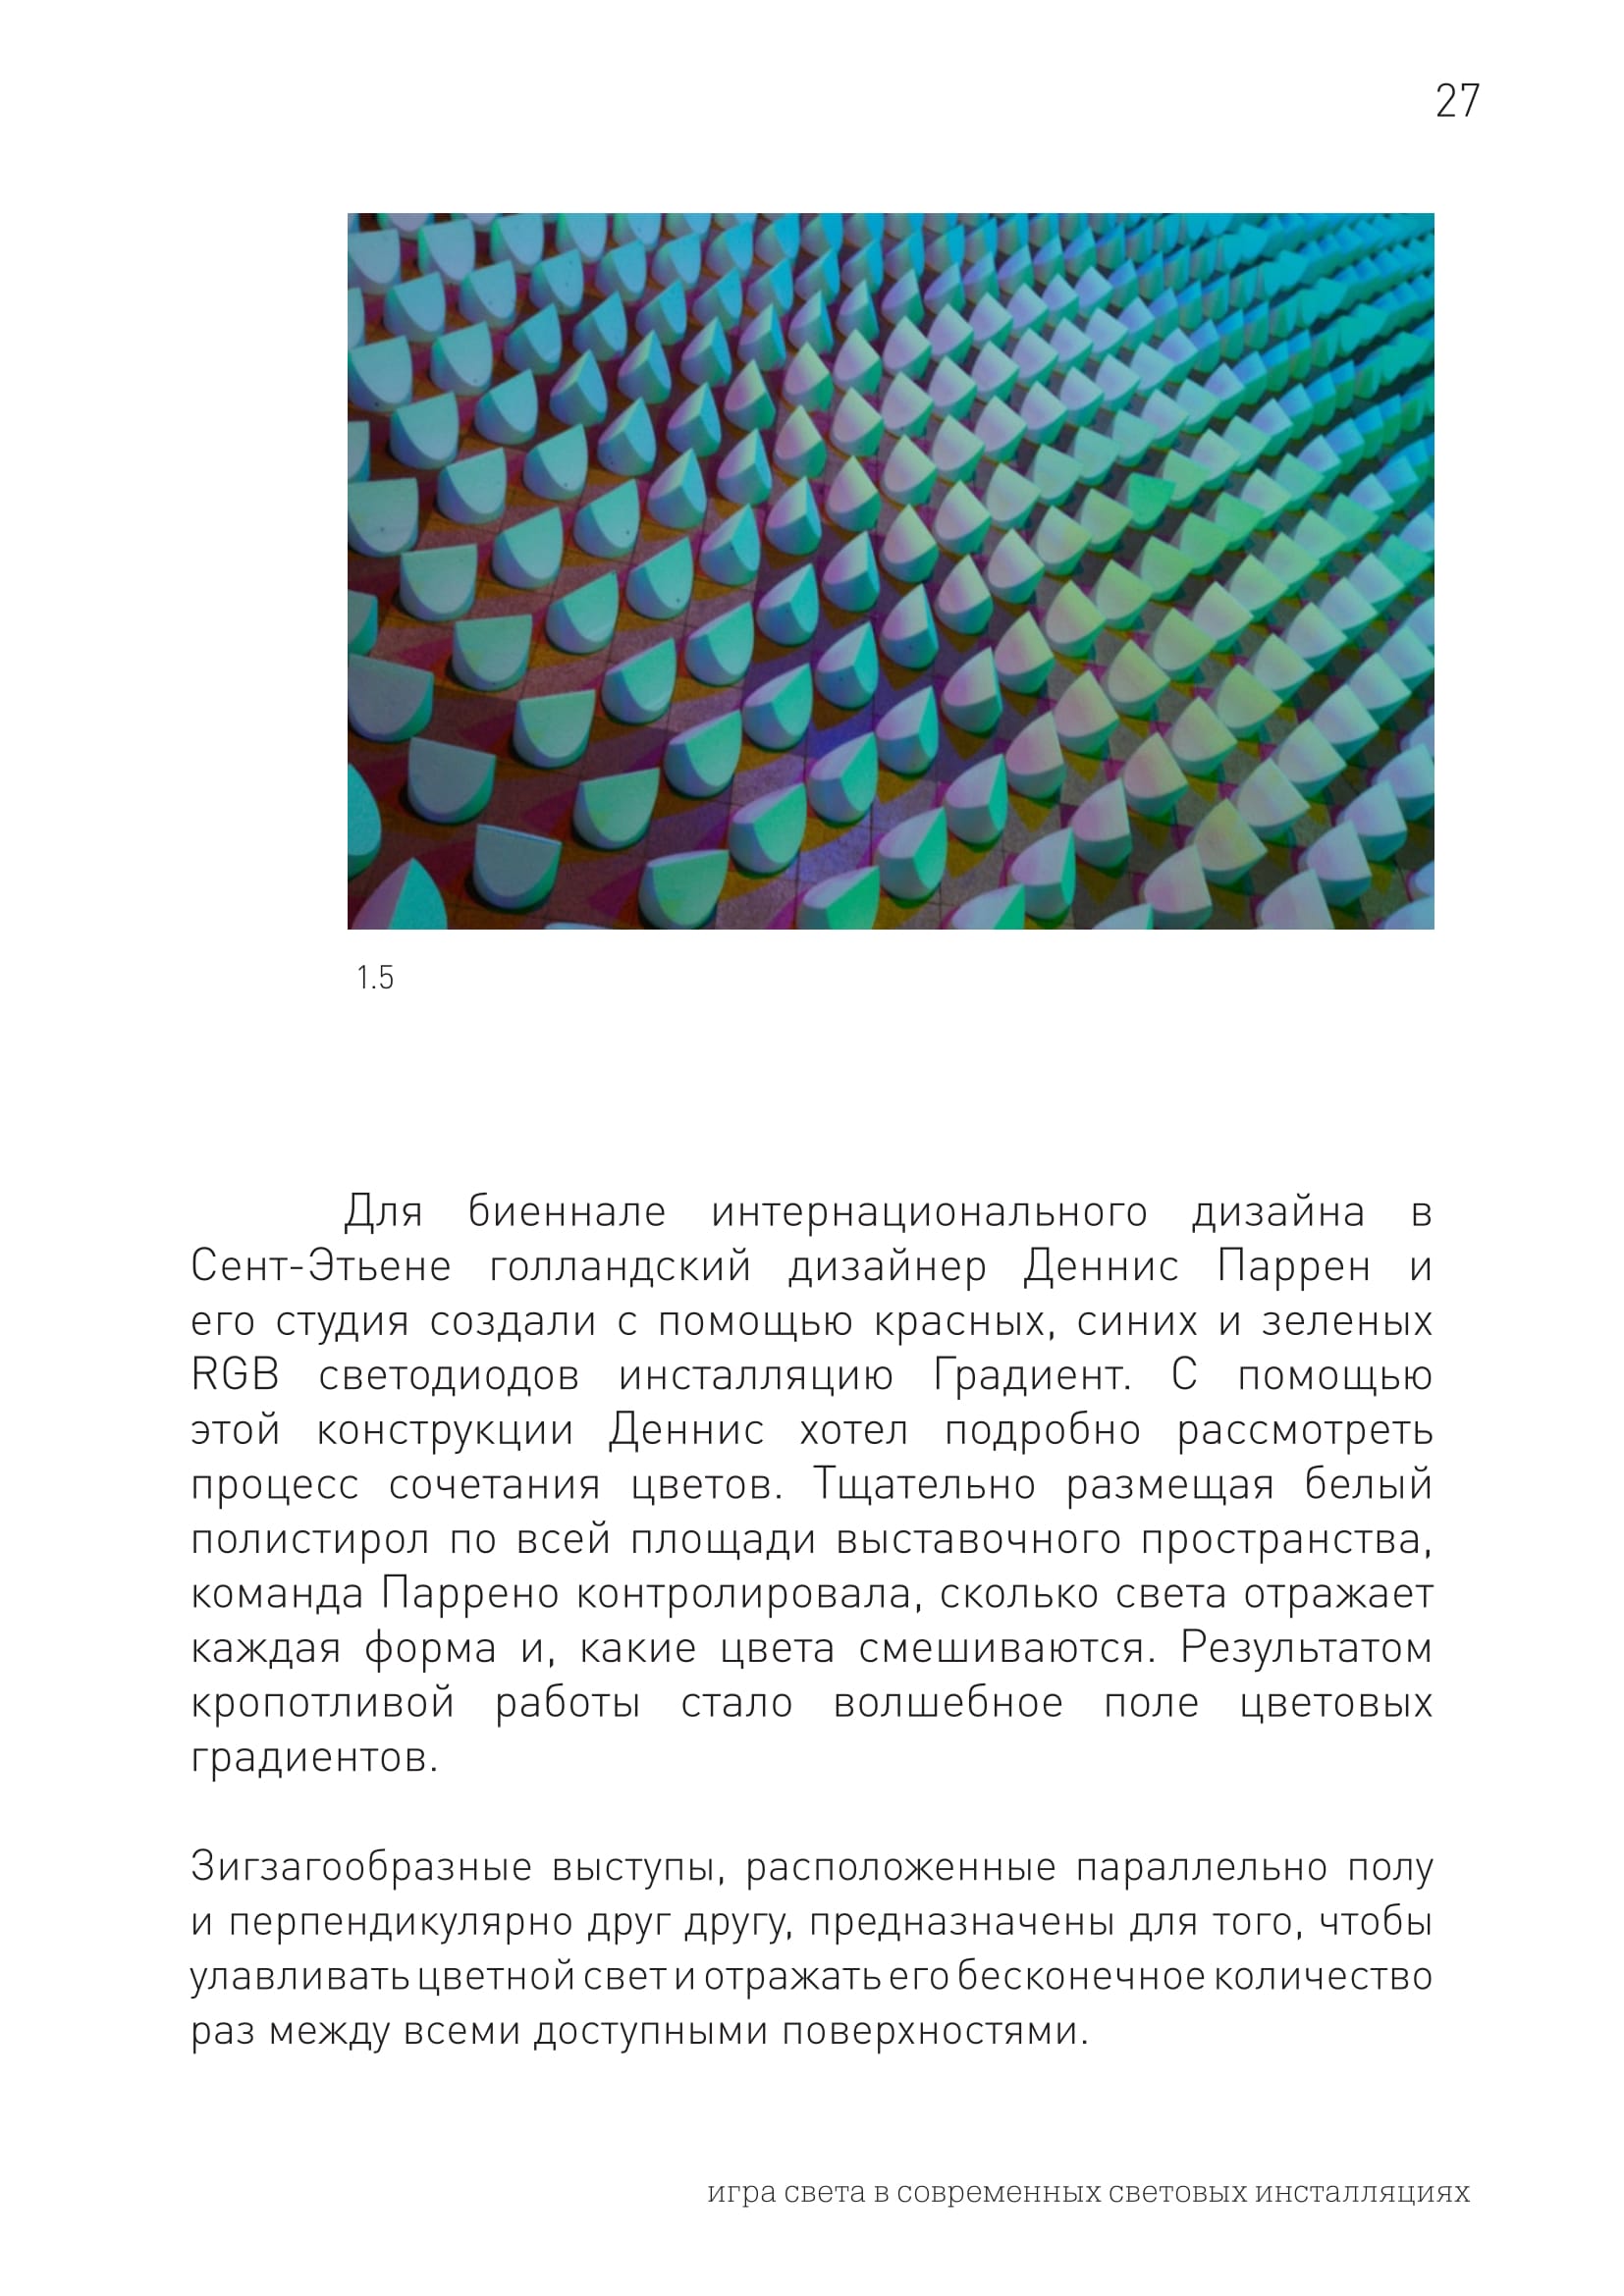 27
1.5
Для биеннале интернационального дизайна в
Сент-Этьене голландский дизайнер Деннис Паррен и
его студия создали с помощью красных, синих и зеленых
RGB светодиодов инсталляцию Градиент. С помощью
этой конструкции Деннис хотел подробно рассмотреть
процесс сочетания цветов. Тщательно размещая белый
полистирол по всей площади выставочного пространства,
команда Паррено контролировала, сколько света отражает
каждая форма и, какие цвета смешиваются. Результатом
кропотливой работы стало волшебное поле цветовых
градиентов.
Зигзагообразные выступы, расположенные параллельно полу
и перпендикулярно друг другу, предназначены для того, чтобы
улавливать цветной свет и отражать его бесконечное количество
раз между всеми доступными поверхностями.
игра света в современных световых инсталляциях